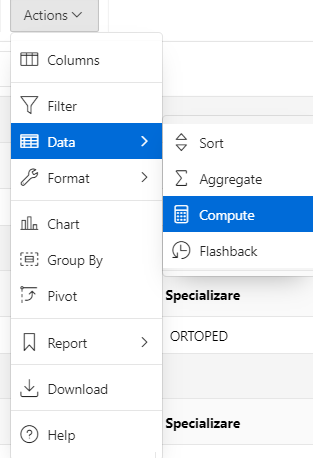 Actions
Columns
Filter
Data
Format
Chart
Group By
Pivot
Report
Download
Help
Sort
Aggregate
Compute
Flashback
Specializare
ORTOPED
Specializare